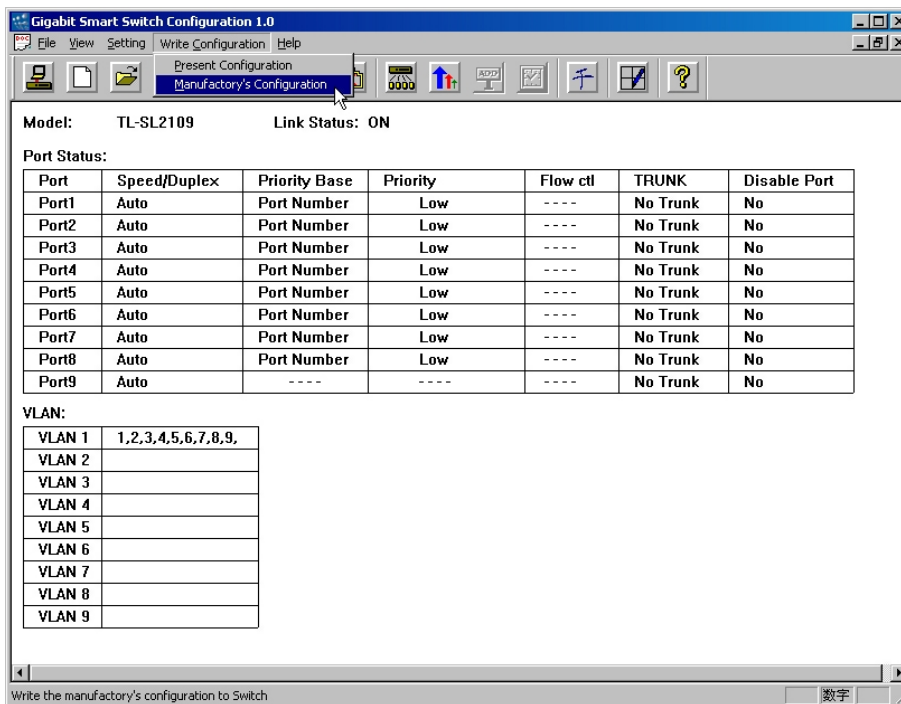 Gigabit Smart Switch Configuration 1.0
File View Setting Write Configuration Help
Present Configuration
Manufactory's Configuration
ADD
千
?
Model: TL-SL2109 Link Status: ON
Port Status:
Port Speed/Duplex Priority Base Priority Flow ctl TRUNK Disable Port
Port1 Auto Port Number Low ---- No Trunk No
Port2 Auto Port Number Low ---- No Trunk No
Port3 Auto Port Number Low ---- No Trunk No
Port4 Auto Port Number Low ---- No Trunk No
Port5 Auto Port Number Low ---- No Trunk No
Port6 Auto Port Number Low ---- No Trunk No
Port7 Auto Port Number Low ---- No Trunk No
Port8 Auto Port Number Low ---- No Trunk No
Port9 Auto ---- ---- ---- No Trunk No
VLAN:
VLAN 1 1,2,3,4,5,6,7,8,9,
VLAN 2
VLAN 3
VLAN 4
VLAN 5
VLAN 6
VLAN 7
VLAN 8
VLAN 9
Write the manufactory's configuration to Switch 数字